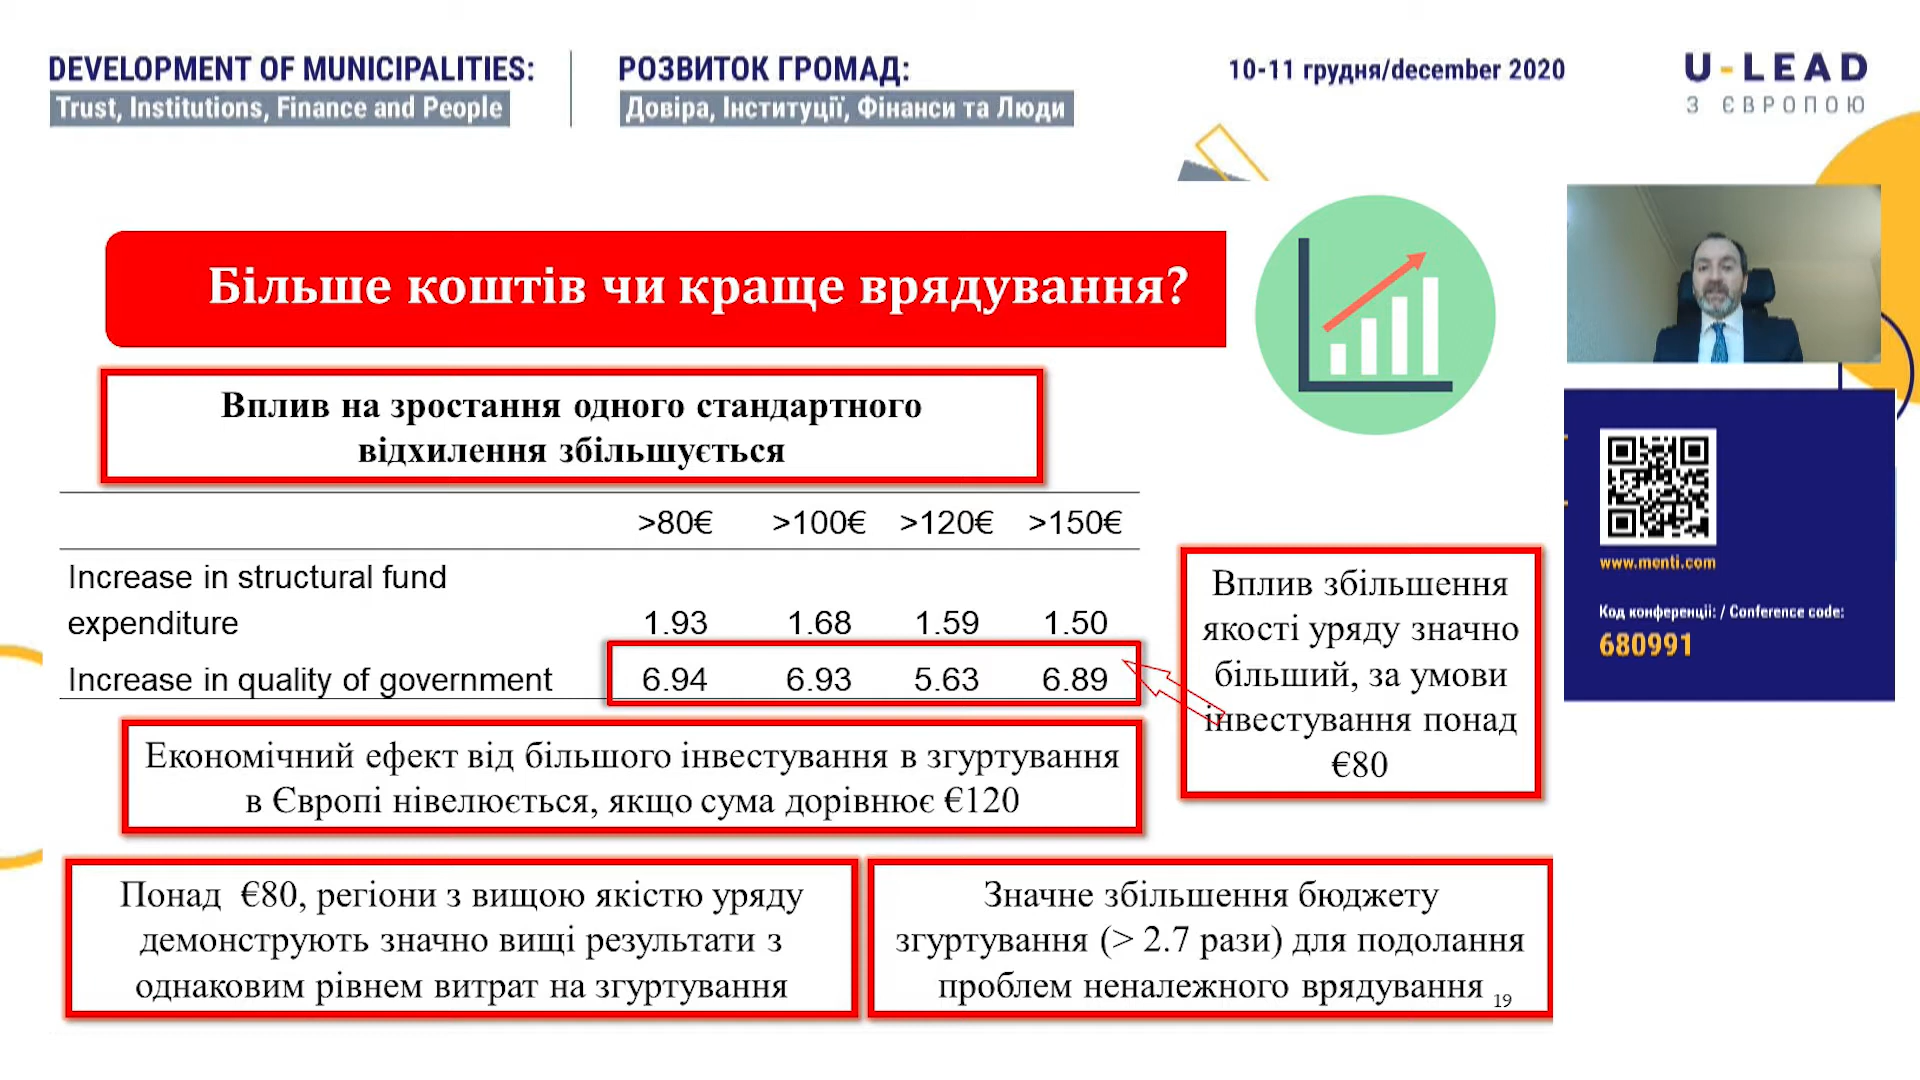 DEVELOPMENT OF MUNICIPALITIES:
Trust, Institutions, Finance and People
РОЗВИТОК ГРОМАД:
Довіра, Інституції, Фінанси та Люди
10-11 грудня/december 2020
U-LEAD
З ЄВРОПОЮ
Більше коштів чи краще врядування?
Вплив на зростання одного стандартного
відхилення збільшується
>80€ >100€ >120€ >150€
Increase in structural fund
expenditure 1.93 1.68 1.59 1.50
Increase in quality of government 6.94 6.93 5.63 6.89
Вплив збільшення
якості уряду значно
більший, за умови
інвестування понад
€80
Економічний ефект від більшого інвестування в згуртування
в Європі нівелюється, якщо сума дорівнює €120
Понад €80, регіони з вищою якістю уряду
демонструють значно вищі результати з
однаковим рівнем витрат на згуртування
Значне збільшення бюджету
згуртування (> 2.7 рази) для подолання
проблем неналежного врядування
19
www.menti.com
Код конференції: / Conference code:
680991